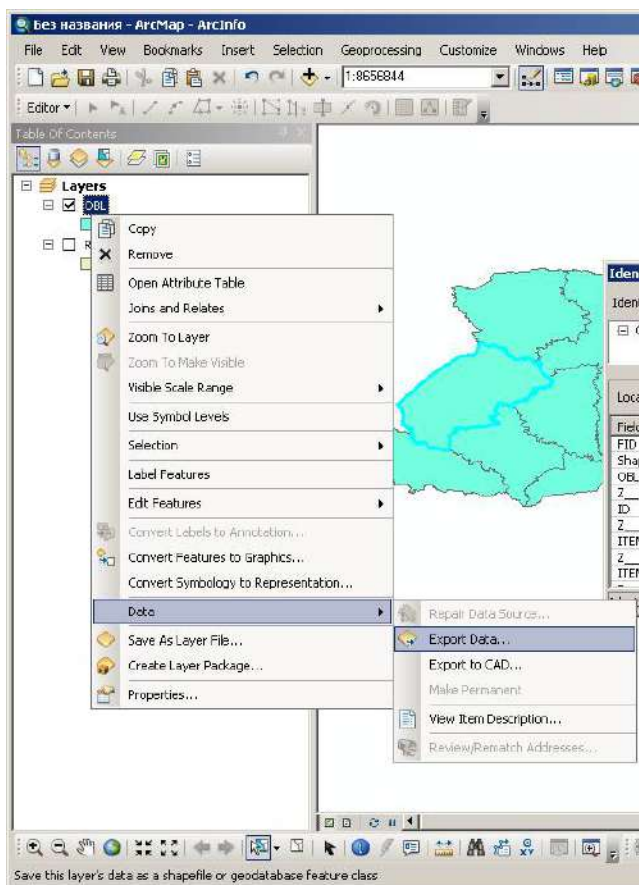 Без названия - ArcMap - ArcInfo
File Edit View Bookmarks Insert Selection Geoprocessing Customize Windows Help
1:8656844
Editor
Table Of Contents
Layers
OBL
R
Copy
Remove
Open Attribute Table
Joins and Relates
Zoom To Layer
Zoom To Make Visible
Visible Scale Range
Use Symbol Levels
Selection
Label Features
Edit Features
Convert Labels to Annotation...
Convert Features to Graphics...
Convert Symbology to Representation...
Data
Save As Layer File...
Create Layer Package...
Properties...
Repair Data Source...
Export Data...
Export to CAD...
Make Permanent
View Item Description...
Review/Rematch Addresses...
Iden
Iden
Loca
Field
FID
Shap
OBL
Z__
ID
Z__
ITEM
Z__
ITEM
Save this layer's data as a shapefile or geodatabase feature class